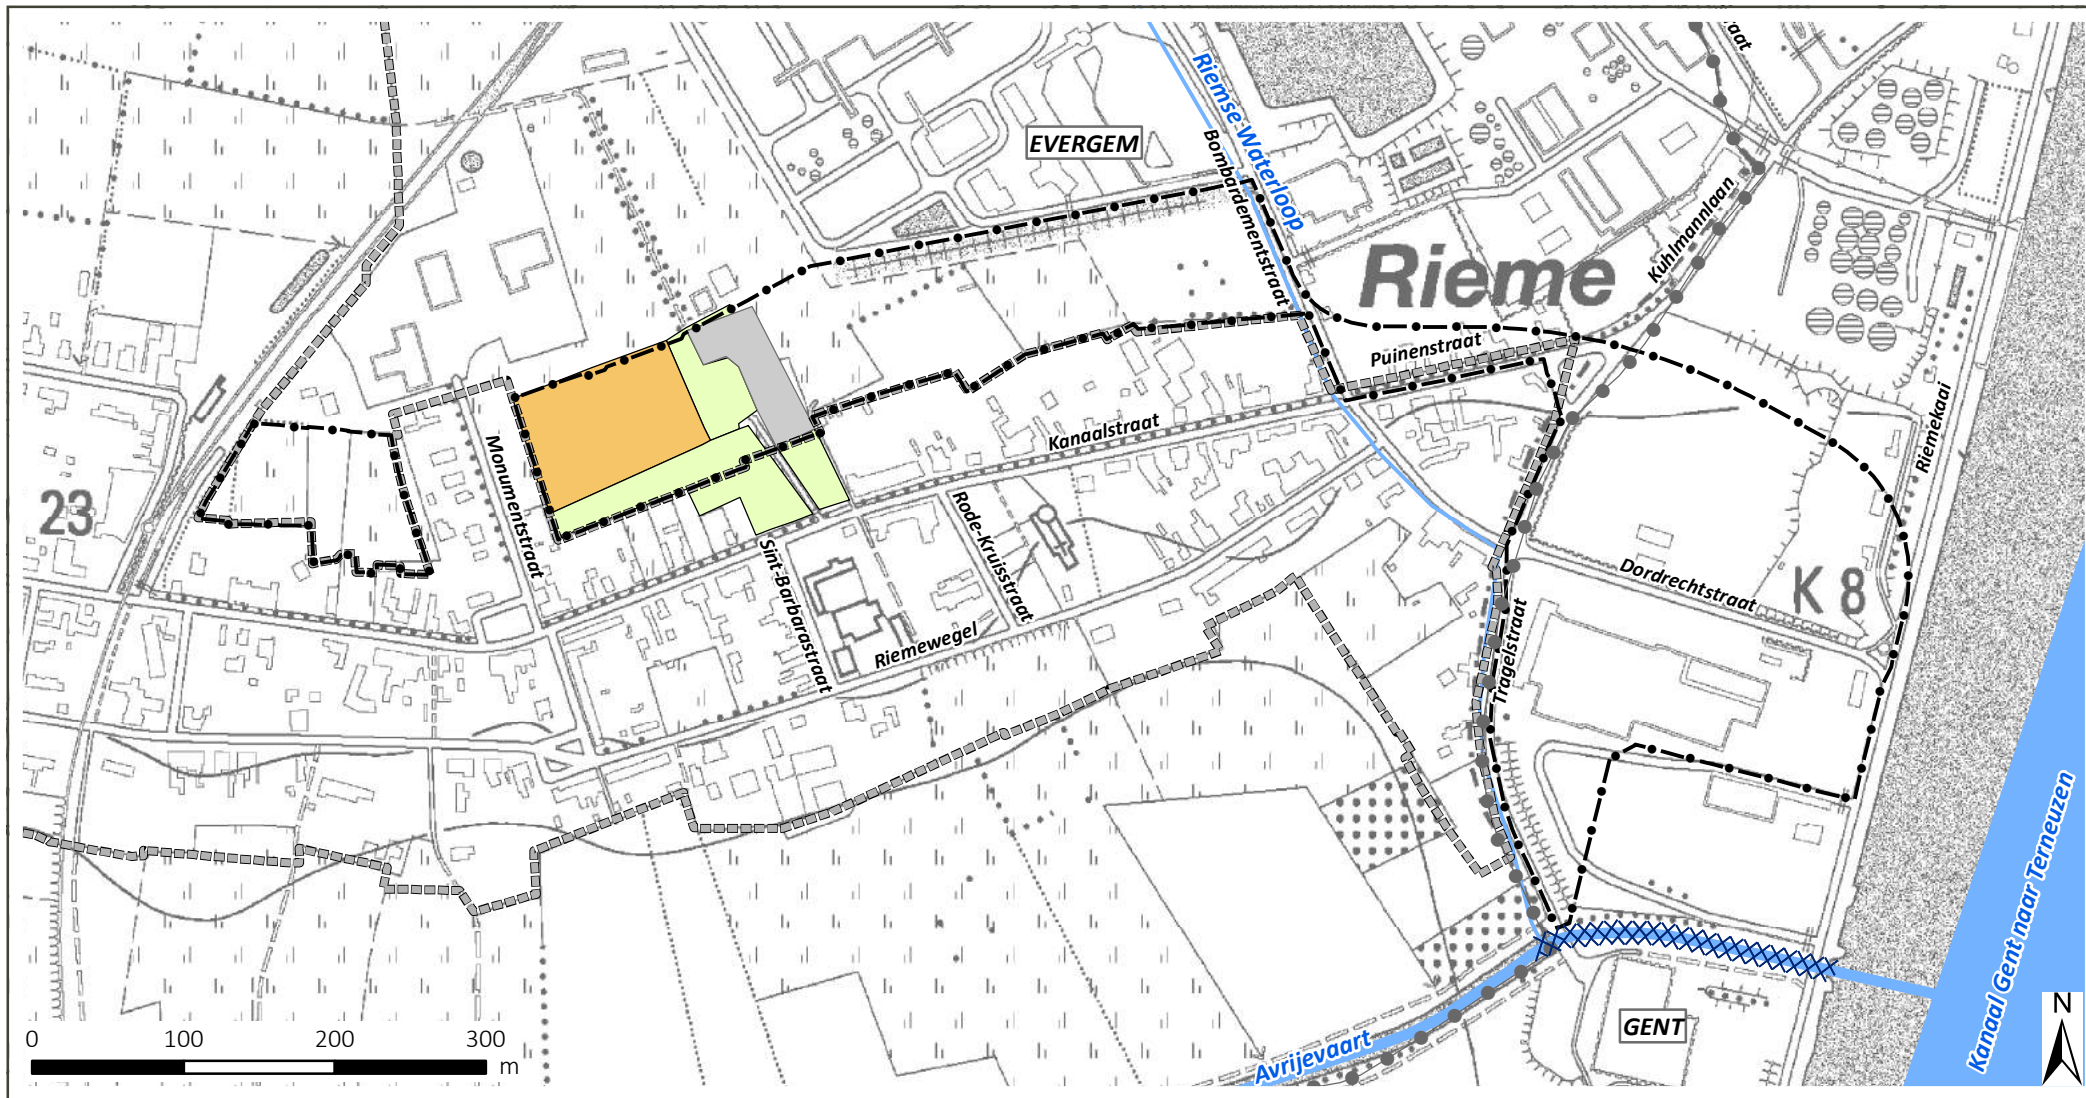 Riemse Waterloop
EVERGEM
Bombardementstraat
raat
Rieme
Kuhlmannlaan
Puinenstraat
Riemekaai
Kanaalstraat
Monumentstraat
23
Rode-Kruisstraat
Sint-Barbarastraat
Riemewegel
Dordrechtstraat
K 8
Tragelstraat
Kanaal Gent naar Terneuzen
Avrijevaart
GENT
N
0 100 200 300
m